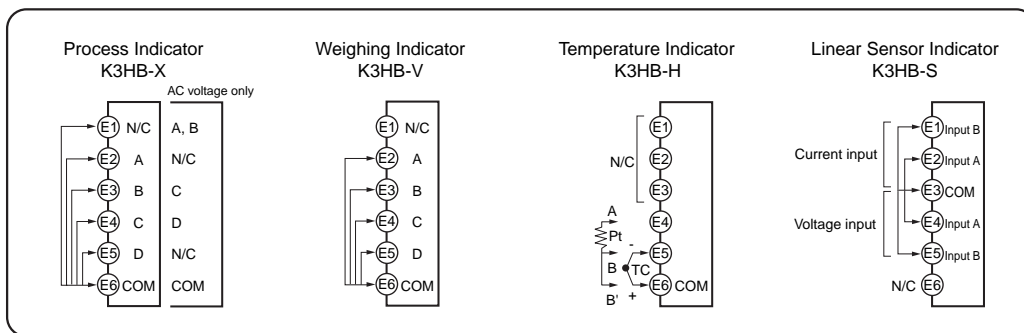 Process Indicator
K3HB-X
AC voltage only
E1 N/C A, B
E2 A N/C
E3 B C
E4 C D
E5 D N/C
E6 COM COM
Weighing Indicator
K3HB-V
E1 N/C
E2 A
E3 B
E4 C
E5 D
E6 COM
Temperature Indicator
K3HB-H
E1
N/C E2
E3
A E4
Pt
- E5
B TC
B' + E6 COM
Linear Sensor Indicator
K3HB-S
E1 Input B
Current input
E2 Input A
E3 COM
Voltage input E4 Input A
E5 Input B
N/C E6